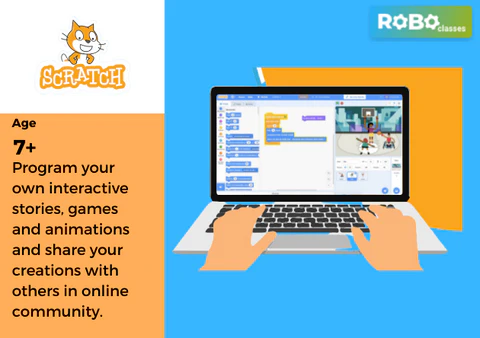 SCRATCH
ROBO classes
Age
7+
Program your
own interactive
stories, games
and animations
and share your
creations with
others in online
community.